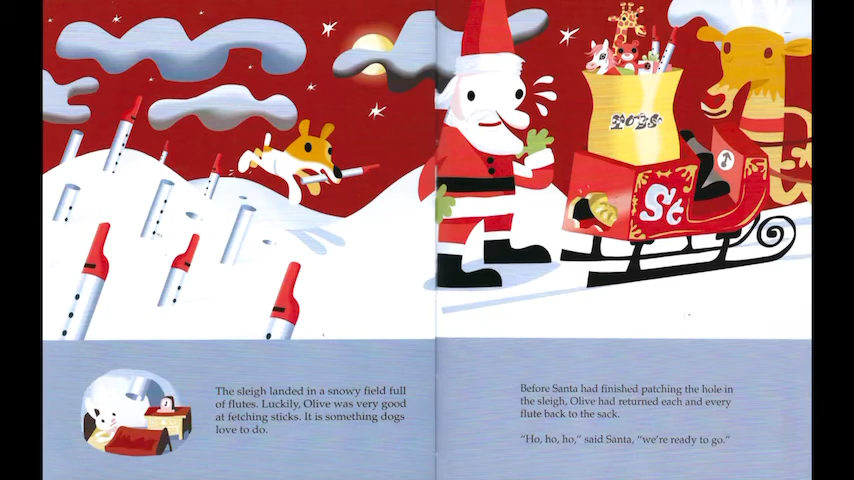 TOYS
St
The sleigh landed in a snowy field full
of flutes. Luckily, Olive was very good
at fetching sticks. It is something dogs
love to do.
Before Santa had finished patching the hole in
the sleigh, Olive had returned each and every
flute back to the sack.
"Ho, ho, ho," said Santa, "we're ready to go."